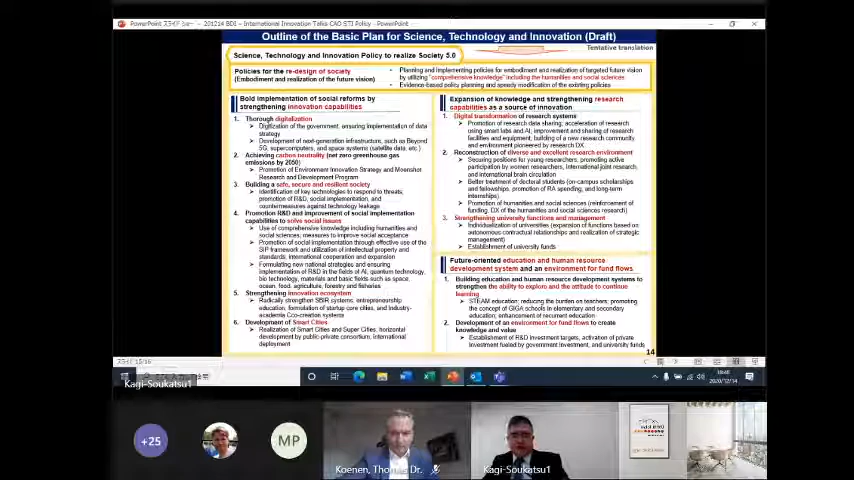 PowerPoint スライド ショー - 201214 BDI - International Innovation Talks CAO STI Policy - PowerPoint
Outline of the Basic Plan for Science, Technology and Innovation (Draft)
Tentative translation
Science, Technology and Innovation Policy to realize Society 5.0
Policies for the re-design of society
(Embodiment and realization of the future vision)
• Planning and implementing policies for embodiment and realization of targeted future vision
by utilizing "comprehensive knowledge" including the humanities and social sciences
• Evidence-based policy planning and speedy modification of the existing policies
Bold implementation of social reforms by
strengthening innovation capabilities
1. Thorough digitalization
➢ Digitization of the government, ensuring implementation of data
strategy
➢ Development of next-generation infrastructure, such as Beyond
5G, supercomputers, and space systems (satellite data, etc.)
2. Achieving carbon neutrality (net zero greenhouse gas
emissions by 2050)
➢ Promotion of Environment Innovation Strategy and Moonshot
Research and Development Program
3. Building a safe, secure and resilient society
➢ Identification of key technologies to respond to threats;
promotion of R&D, social implementation, and
countermeasures against technology leakage
4. Promotion R&D and improvement of social implementation
capabilities to solve social issues
➢ Use of comprehensive knowledge including humanities and
social sciences; measures to improve social acceptance
➢ Promotion of social implementation through effective use of the
SIP framework and utilization of intellectual property and
standards, international cooperation and expansion
➢ Formulating new national strategies and ensuring
implementation of R&D in the fields of AI, quantum technology,
bio technology, materials and basic fields such as space,
ocean, food, agriculture, forestry and fisheries
5. Strengthening innovation ecosystem
➢ Radically strengthen SBIR systems, entrepreneurship
education, formulation of startup core cities, and industry-
academia Co-creation systems
6. Development of Smart Cities
➢ Realization of Smart Cities and Super Cities, horizontal
development by public-private consortium, international
deployment
Expansion of knowledge and strengthening research
capabilities as a source of innovation
1. Digital transformation of research systems
➢ Promotion of research data sharing; acceleration of research
using smart labs and AI; improvement and sharing of research
facilities and equipment; building of a new research community
and environment pioneered by research DX
2. Reconstruction of diverse and excellent research environment
➢ Securing positions for young researchers, promoting active
participation by women researchers, international joint research
and international brain circulation
➢ Better treatment of doctoral students (on-campus scholarships
and fellowships, promotion of RA spending, and long-term
internships)
➢ Promotion of humanities and social sciences (reinforcement
of funding, DX of the humanities and social sciences research)
3. Strengthening university functions and management
➢ Individualization of universities (expansion of functions based on
autonomous contractual relationships and realization of strategic
management)
➢ Establishment of university funds
Future-oriented education and human resource
development system and an environment for fund flows
1. Building education and human resource development systems to
strengthen the ability to explore and the attitude to continue
learning
➢ STEAM education; reducing the burden on teachers; promoting
the concept of GIGA schools in elementary and secondary
education; enhancement of recurrent education
2. Development of an environment for fund flows to create
knowledge and value
➢ Establishment of R&D investment targets, activation of private
investment fueled by government investment, and university funds
14
2020/12/14
Kagi-Soukatsu1
+25
MP
Koenen, Thomas Dr.
Kagi-Soukatsu1